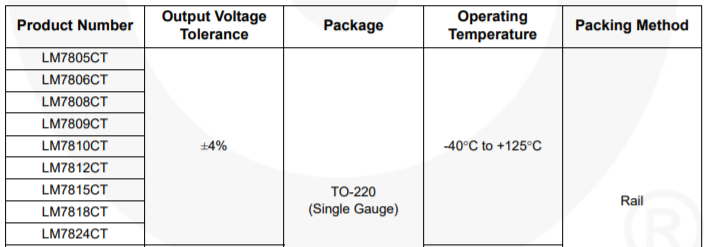 Product Number Output Voltage Tolerance Package Operating Temperature Packing Method
LM7805CT
LM7806CT
LM7808CT
LM7809CT
LM7810CT ±4% -40°C to +125°C
LM7812CT
LM7815CT TO-220
(Single Gauge) Rail
LM7818CT
LM7824CT
®